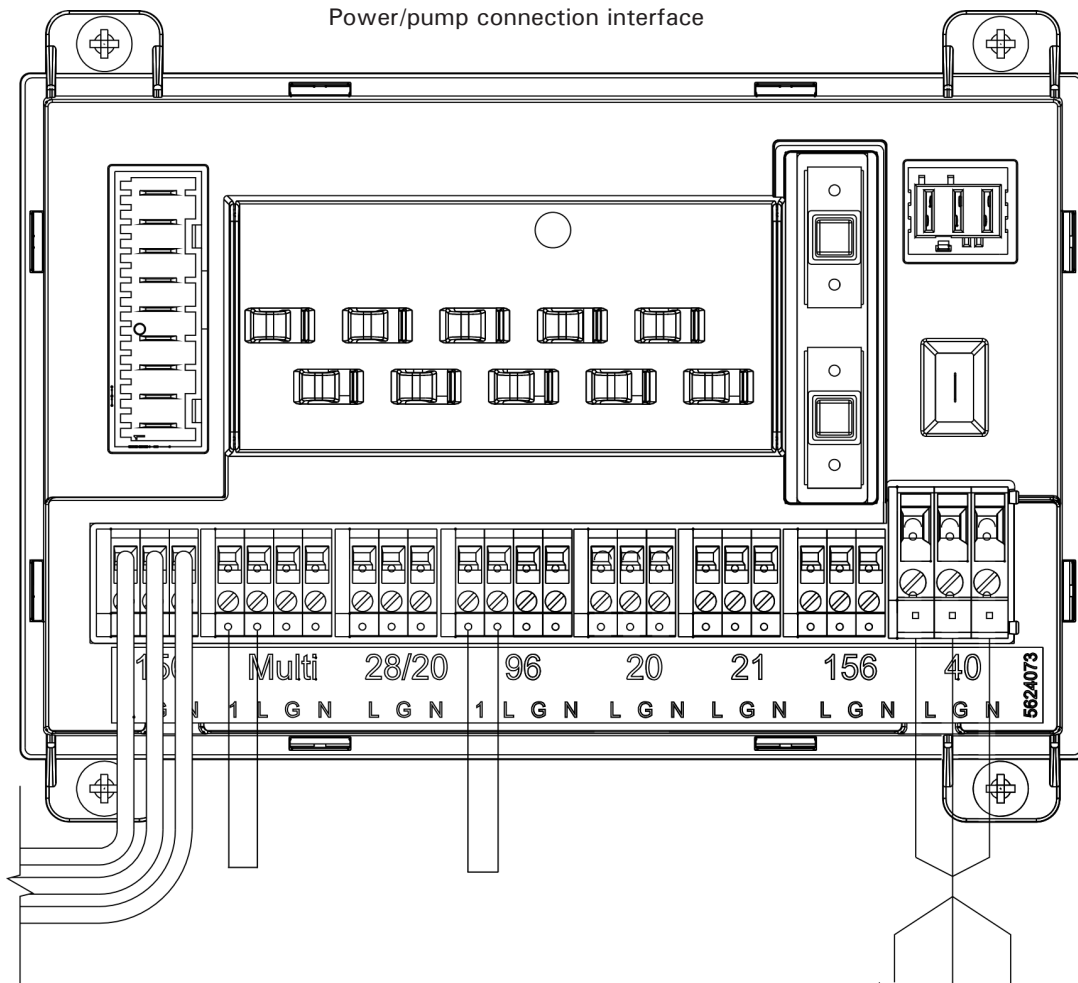 Power/pump connection interface
Multi 28/20 96 20 21 156 40
N 1 L G N L G N 1 L G N L G N L G N L G N L G N
5624073